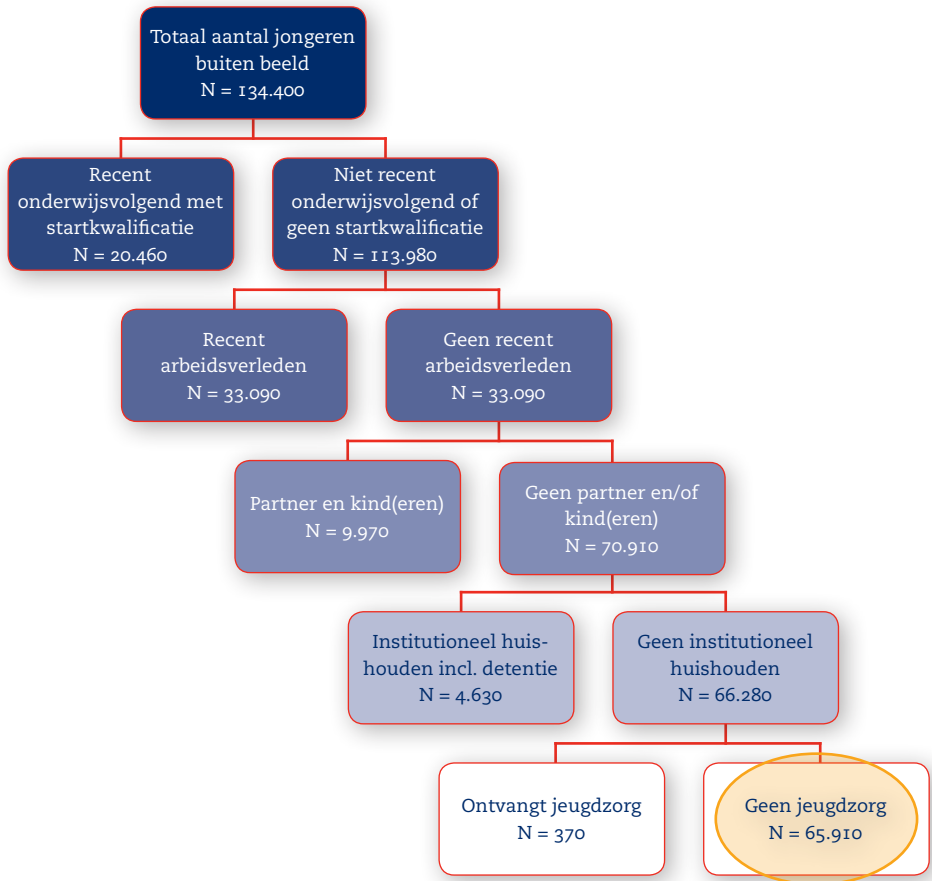 Totaal aantal jongeren
buiten beeld
N = 134.400
Recent
onderwijsvolgend met
startkwalificatie
N = 20.460
Niet recent
onderwijsvolgend of
geen startkwalificatie
N = 113.980
Recent
arbeidsverleden
N = 33.090
Geen recent
arbeidsverleden
N = 33.090
Partner en kind(eren)
N = 9.970
Geen partner en/of
kind(eren)
N = 70.910
Institutioneel huis-
houden incl. detentie
N = 4.630
Geen institutioneel
huishouden
N = 66.280
Ontvangt jeugdzorg
N = 370
Geen jeugdzorg
N = 65.910